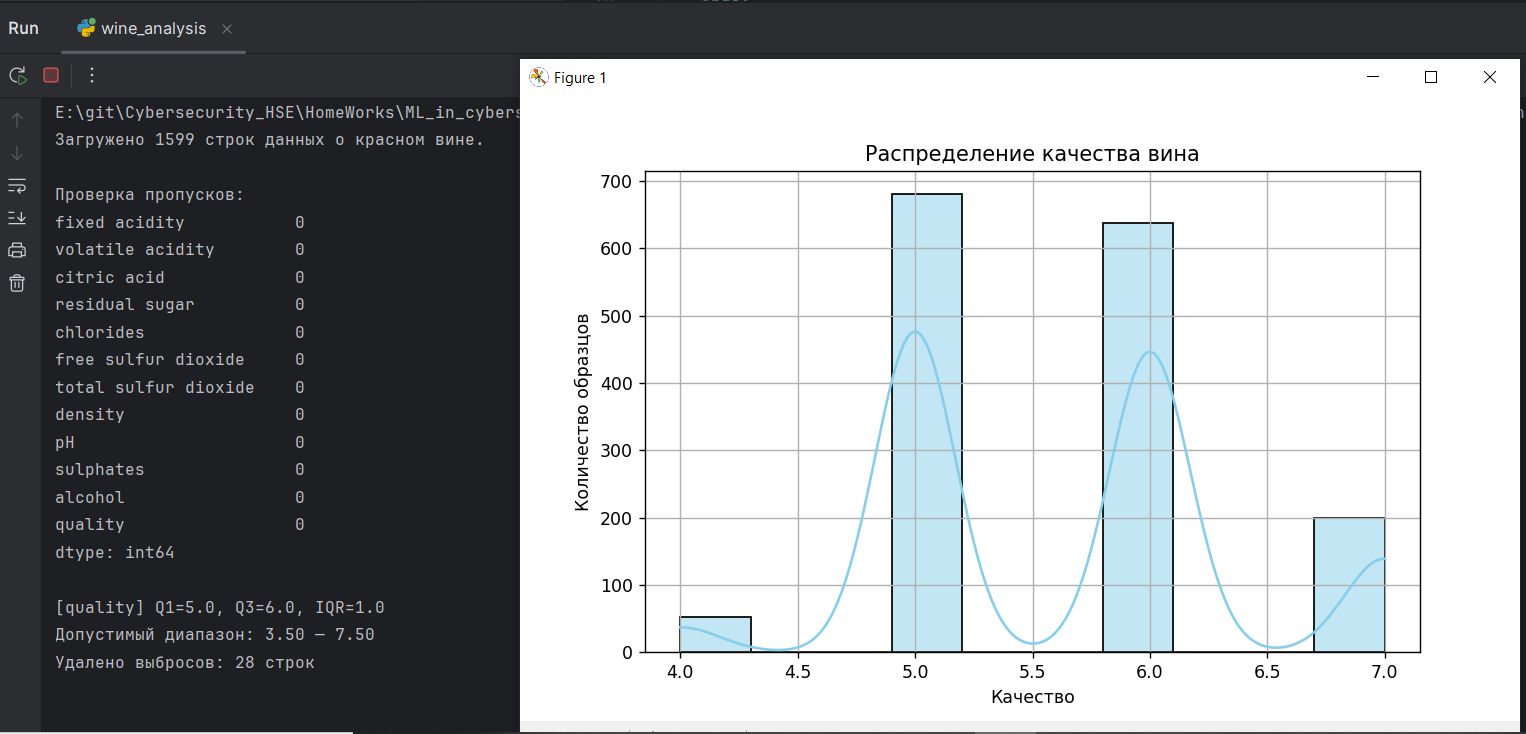 Run wine_analysis
E:\git\Cybersecurity_HSE\HomeWorks\ML_in_cybers
Загружено 1599 строк данных о красном вине.
Проверка пропусков:
fixed acidity 0
volatile acidity 0
citric acid 0
residual sugar 0
chlorides 0
free sulfur dioxide 0
total sulfur dioxide 0
density 0
pH 0
sulphates 0
alcohol 0
quality 0
dtype: int64
[quality] Q1=5.0, Q3=6.0, IQR=1.0
Допустимый диапазон: 3.50 — 7.50
Удалено выбросов: 28 строк
Figure 1
Распределение качества вина
Количество образцов
700
600
500
400
300
200
100
0
4.0 4.5 5.0 5.5 6.0 6.5 7.0
Качество